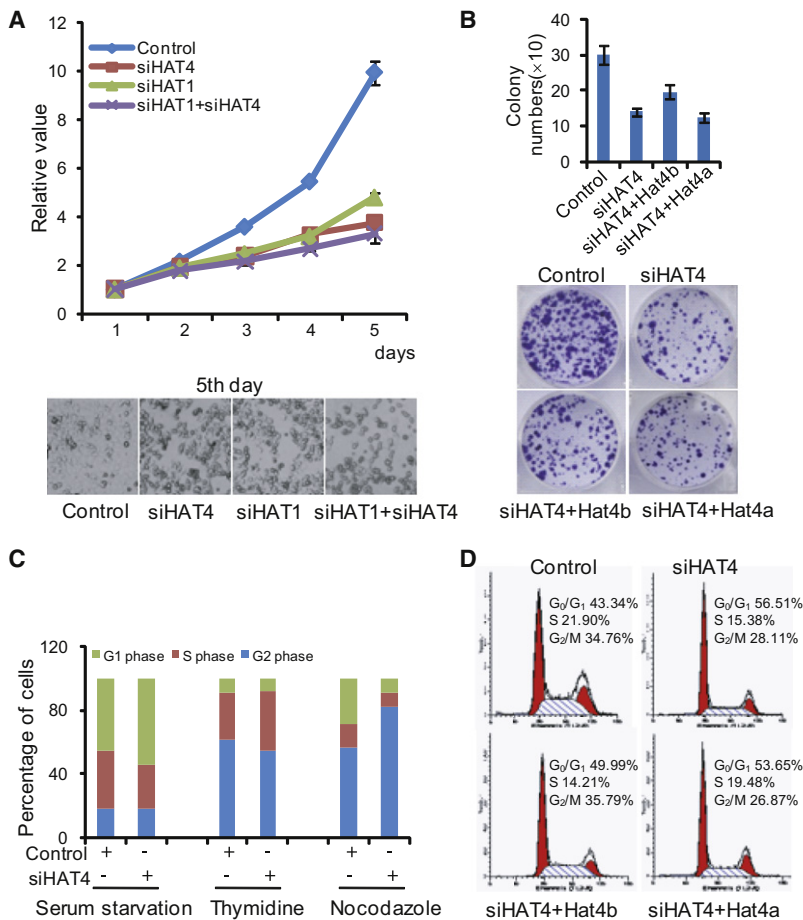 A
12
10
8
6
4
2
0
Relative value
Control
siHAT4
siHAT1
siHAT1+siHAT4
1 2 3 4 5
days
5th day
Control siHAT4 siHAT1 siHAT1+siHAT4
B
40
30
20
10
0
Colony
numbers(×10)
Control
siHAT4
siHAT4+Hat4b
siHAT4+Hat4a
Control siHAT4
siHAT4+Hat4b siHAT4+Hat4a
C
120
80
40
0
Percentage of cells
G1 phase S phase G2 phase
Control + - + - + -
siHAT4 - + - + - +
Serum starvation Thymidine Nocodazole
D
Control siHAT4
G0/G1 43.34%
S 21.90%
G2/M 34.76%
G0/G1 56.51%
S 15.38%
G2/M 28.11%
G0/G1 49.99%
S 14.21%
G2/M 35.79%
G0/G1 53.65%
S 19.48%
G2/M 26.87%
siHAT4+Hat4b siHAT4+Hat4a